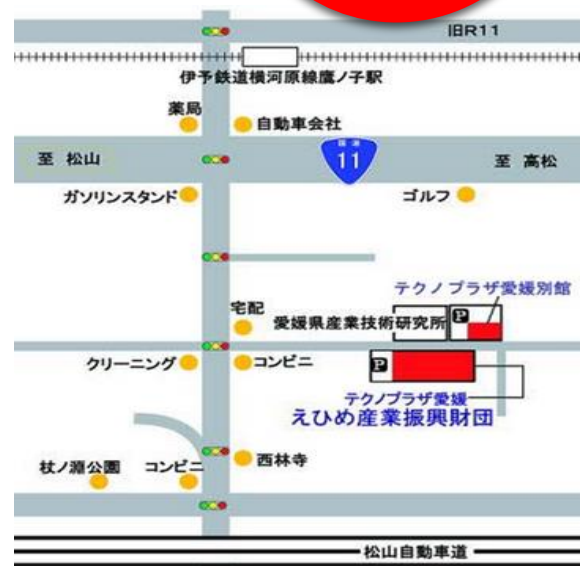 旧R11
伊予鉄道横河原線鷹ノ子駅
薬局
自動車会社
至 松山
国道
11
至 高松
ガソリンスタンド
ゴルフ
テクノプラザ愛媛別館
宅配
愛媛県産業技術研究所
P
クリーニング
コンビニ
P
テクノプラザ愛媛
えひめ産業振興財団
杖ノ淵公園
コンビニ
西林寺
松山自動車道